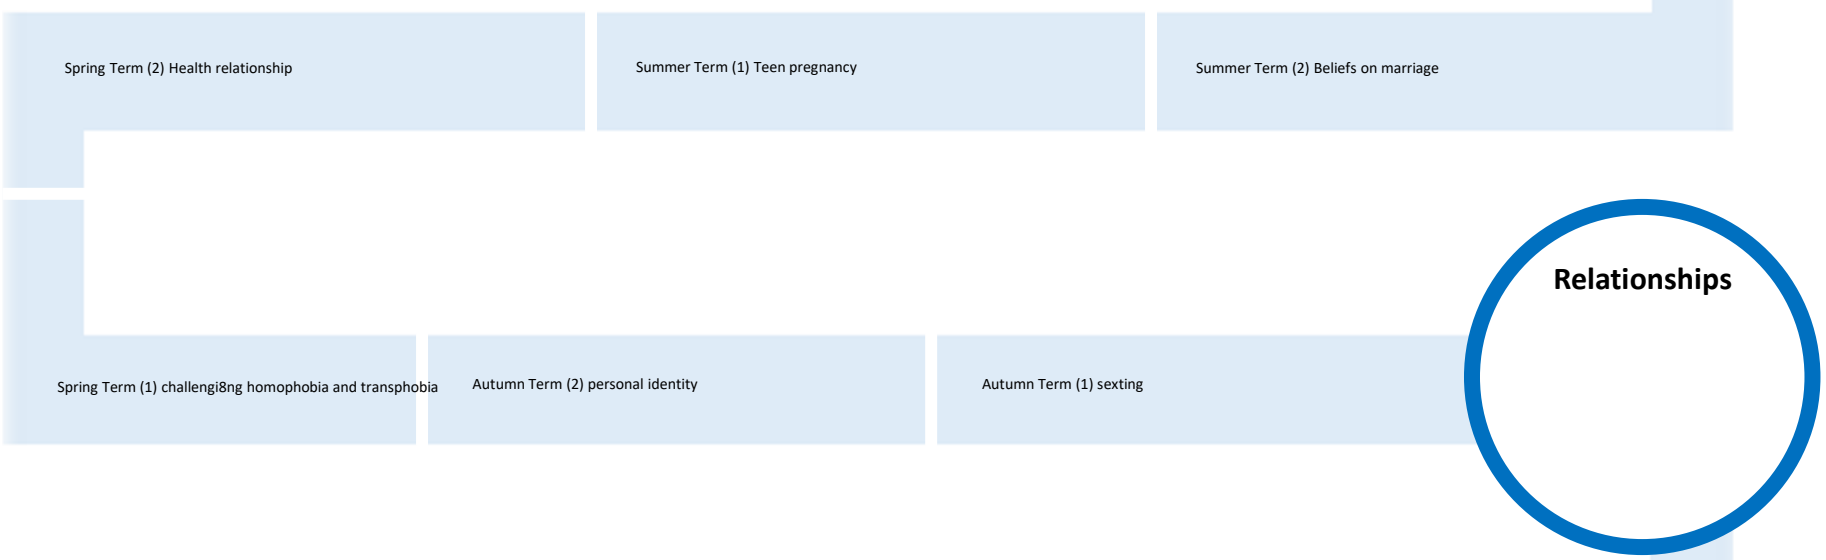 Spring Term (2) Health relationship
Summer Term (1) Teen pregnancy
Summer Term (2) Beliefs on marriage
Relationships
Spring Term (1) challengi8ng homophobia and transphobia
Autumn Term (2) personal identity
Autumn Term (1) sexting